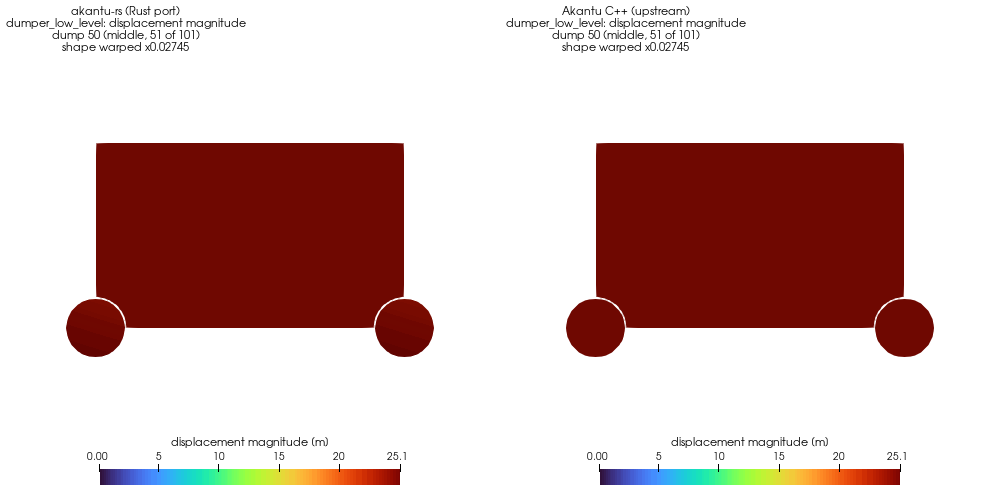 akantu-rs (Rust port)
dumper_low_level: displacement magnitude
dump 50 (middle, 51 of 101)
shape warped x0.02745
Akantu C++ (upstream)
dumper_low_level: displacement magnitude
dump 50 (middle, 51 of 101)
shape warped x0.02745
displacement magnitude (m)
0.00 5 10 15 20 25.1
displacement magnitude (m)
0.00 5 10 15 20 25.1